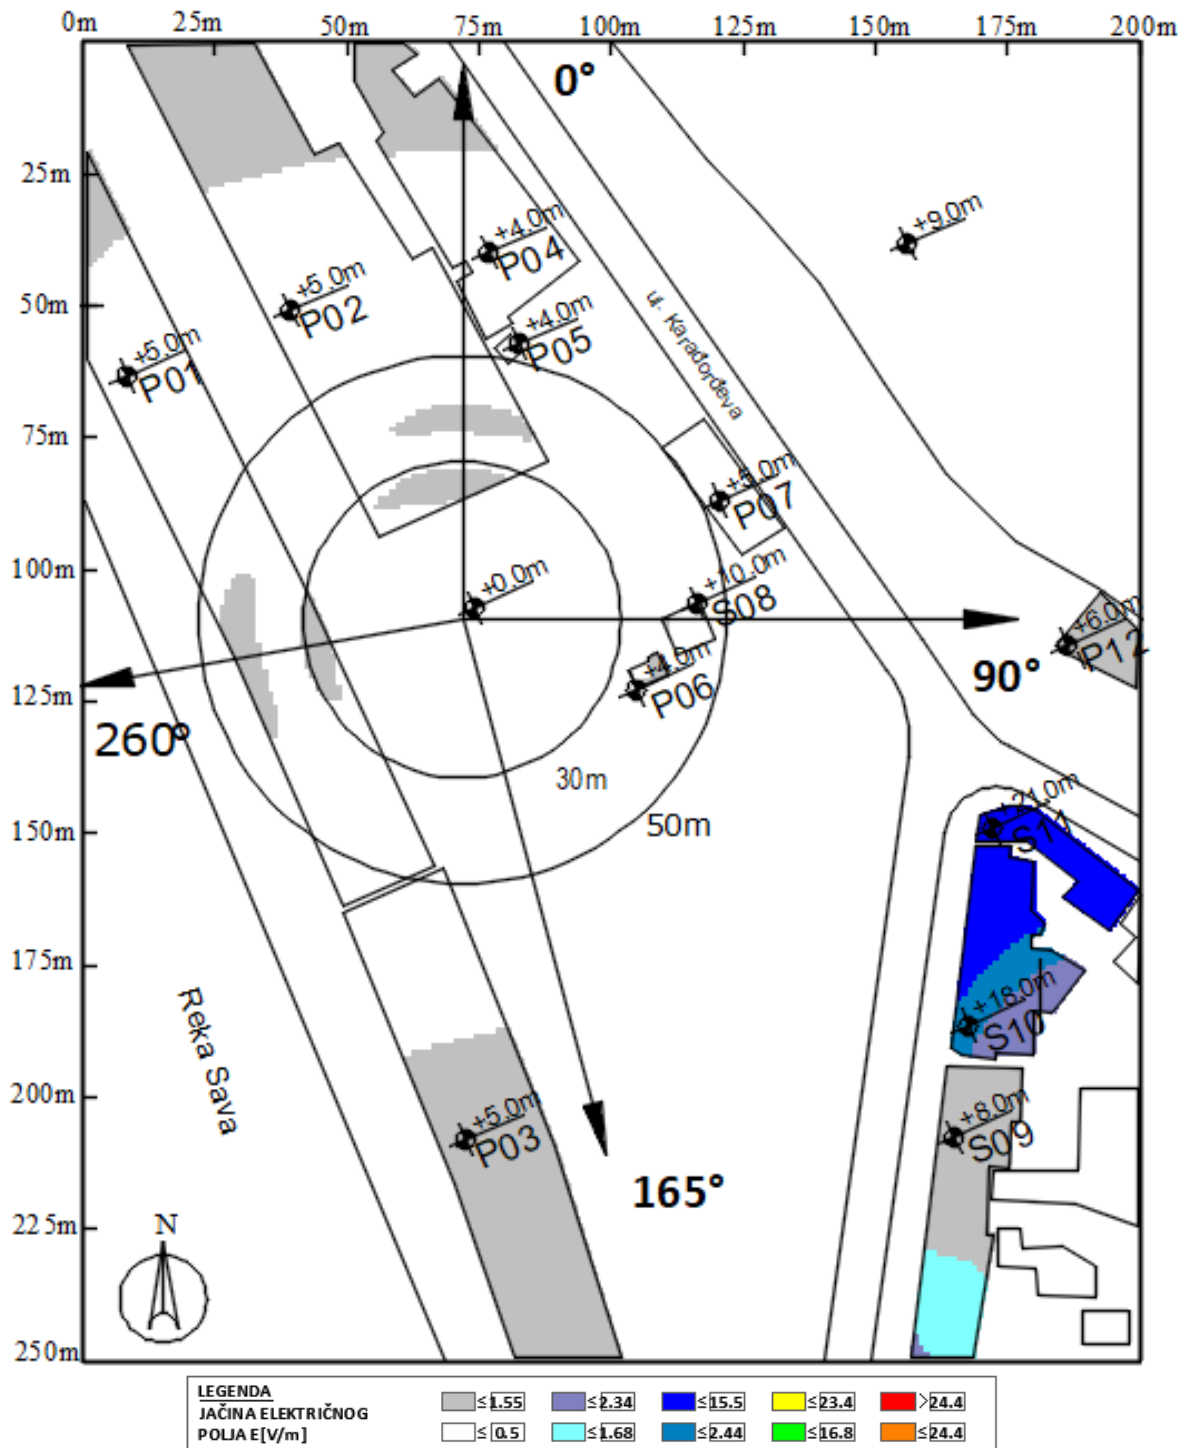 0m 25m 50m 75m 100m 125m 150m 175m 200m
0°
25m
+9.0m
+4.0m
P04
50m
+5.0m
P02
+4.0m
P05
ul. Karađorđeva
+5.0m
P01
75m
+5.0m
P07
100m
+0.0m
+10.0m
S08
+6.0m
P12
+4.0m
P06
90°
125m
260°
30m
50m
+21.0m
S11
150m
175m
+18.0m
S10
Reka Sava
200m
+5.0m
P03
+8.0m
S09
165°
225m
N
250m
LEGENDA
JAČINA ELEKTRIČNOG
POLJA E[V/m]
≤1.55 ≤2.34 ≤15.5 ≤23.4 >24.4
≤0.5 ≤1.68 ≤2.44 ≤16.8 ≤24.4